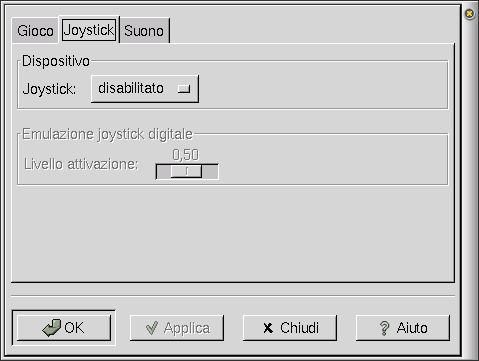 Gioco Joystick Suono
Dispositivo
Joystick: disabilitato
Emulazione joystick digitale
0,50
Livello attivazione:
OK Applica Chiudi Aiuto